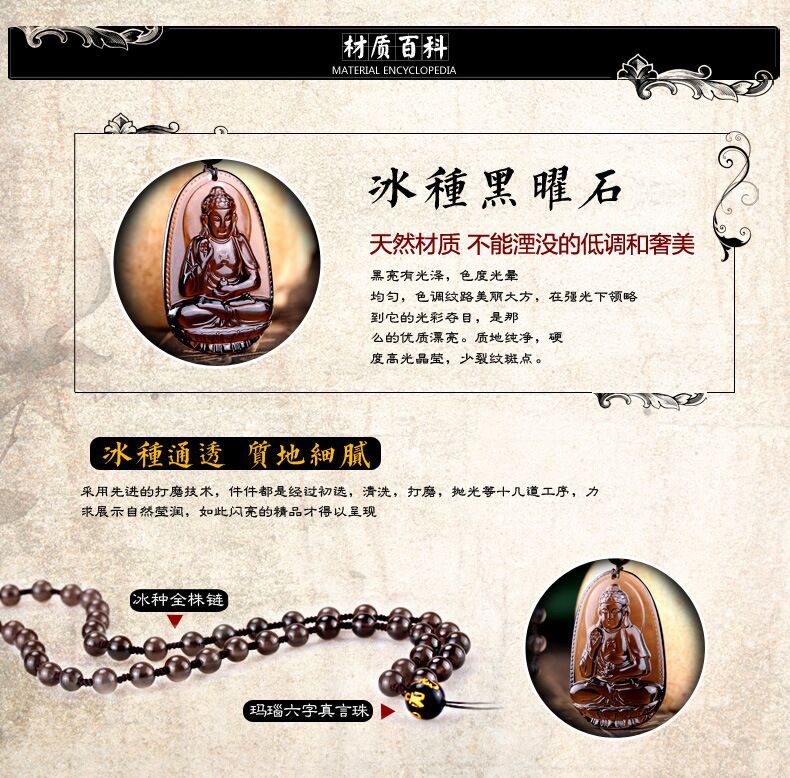 材质百科
MATERIAL ENCYCLOPEDIA
冰種黑曜石
天然材质 不能湮没的低调和奢美
黑亮有光泽，色度光晕
均匀，色调纹路美丽大方，在强光下领略
到它的光彩夺目，是那
么的优质漂亮。质地纯净，硬
度高光晶莹，少裂纹斑点。
冰種通透 質地細膩
采用先进的打磨技术，件件都是经过初选，清洗，打磨，抛光等十几道工序，力
求展示自然莹润，如此闪亮的精品才得以呈现
冰种全株链
玛瑙六字真言珠